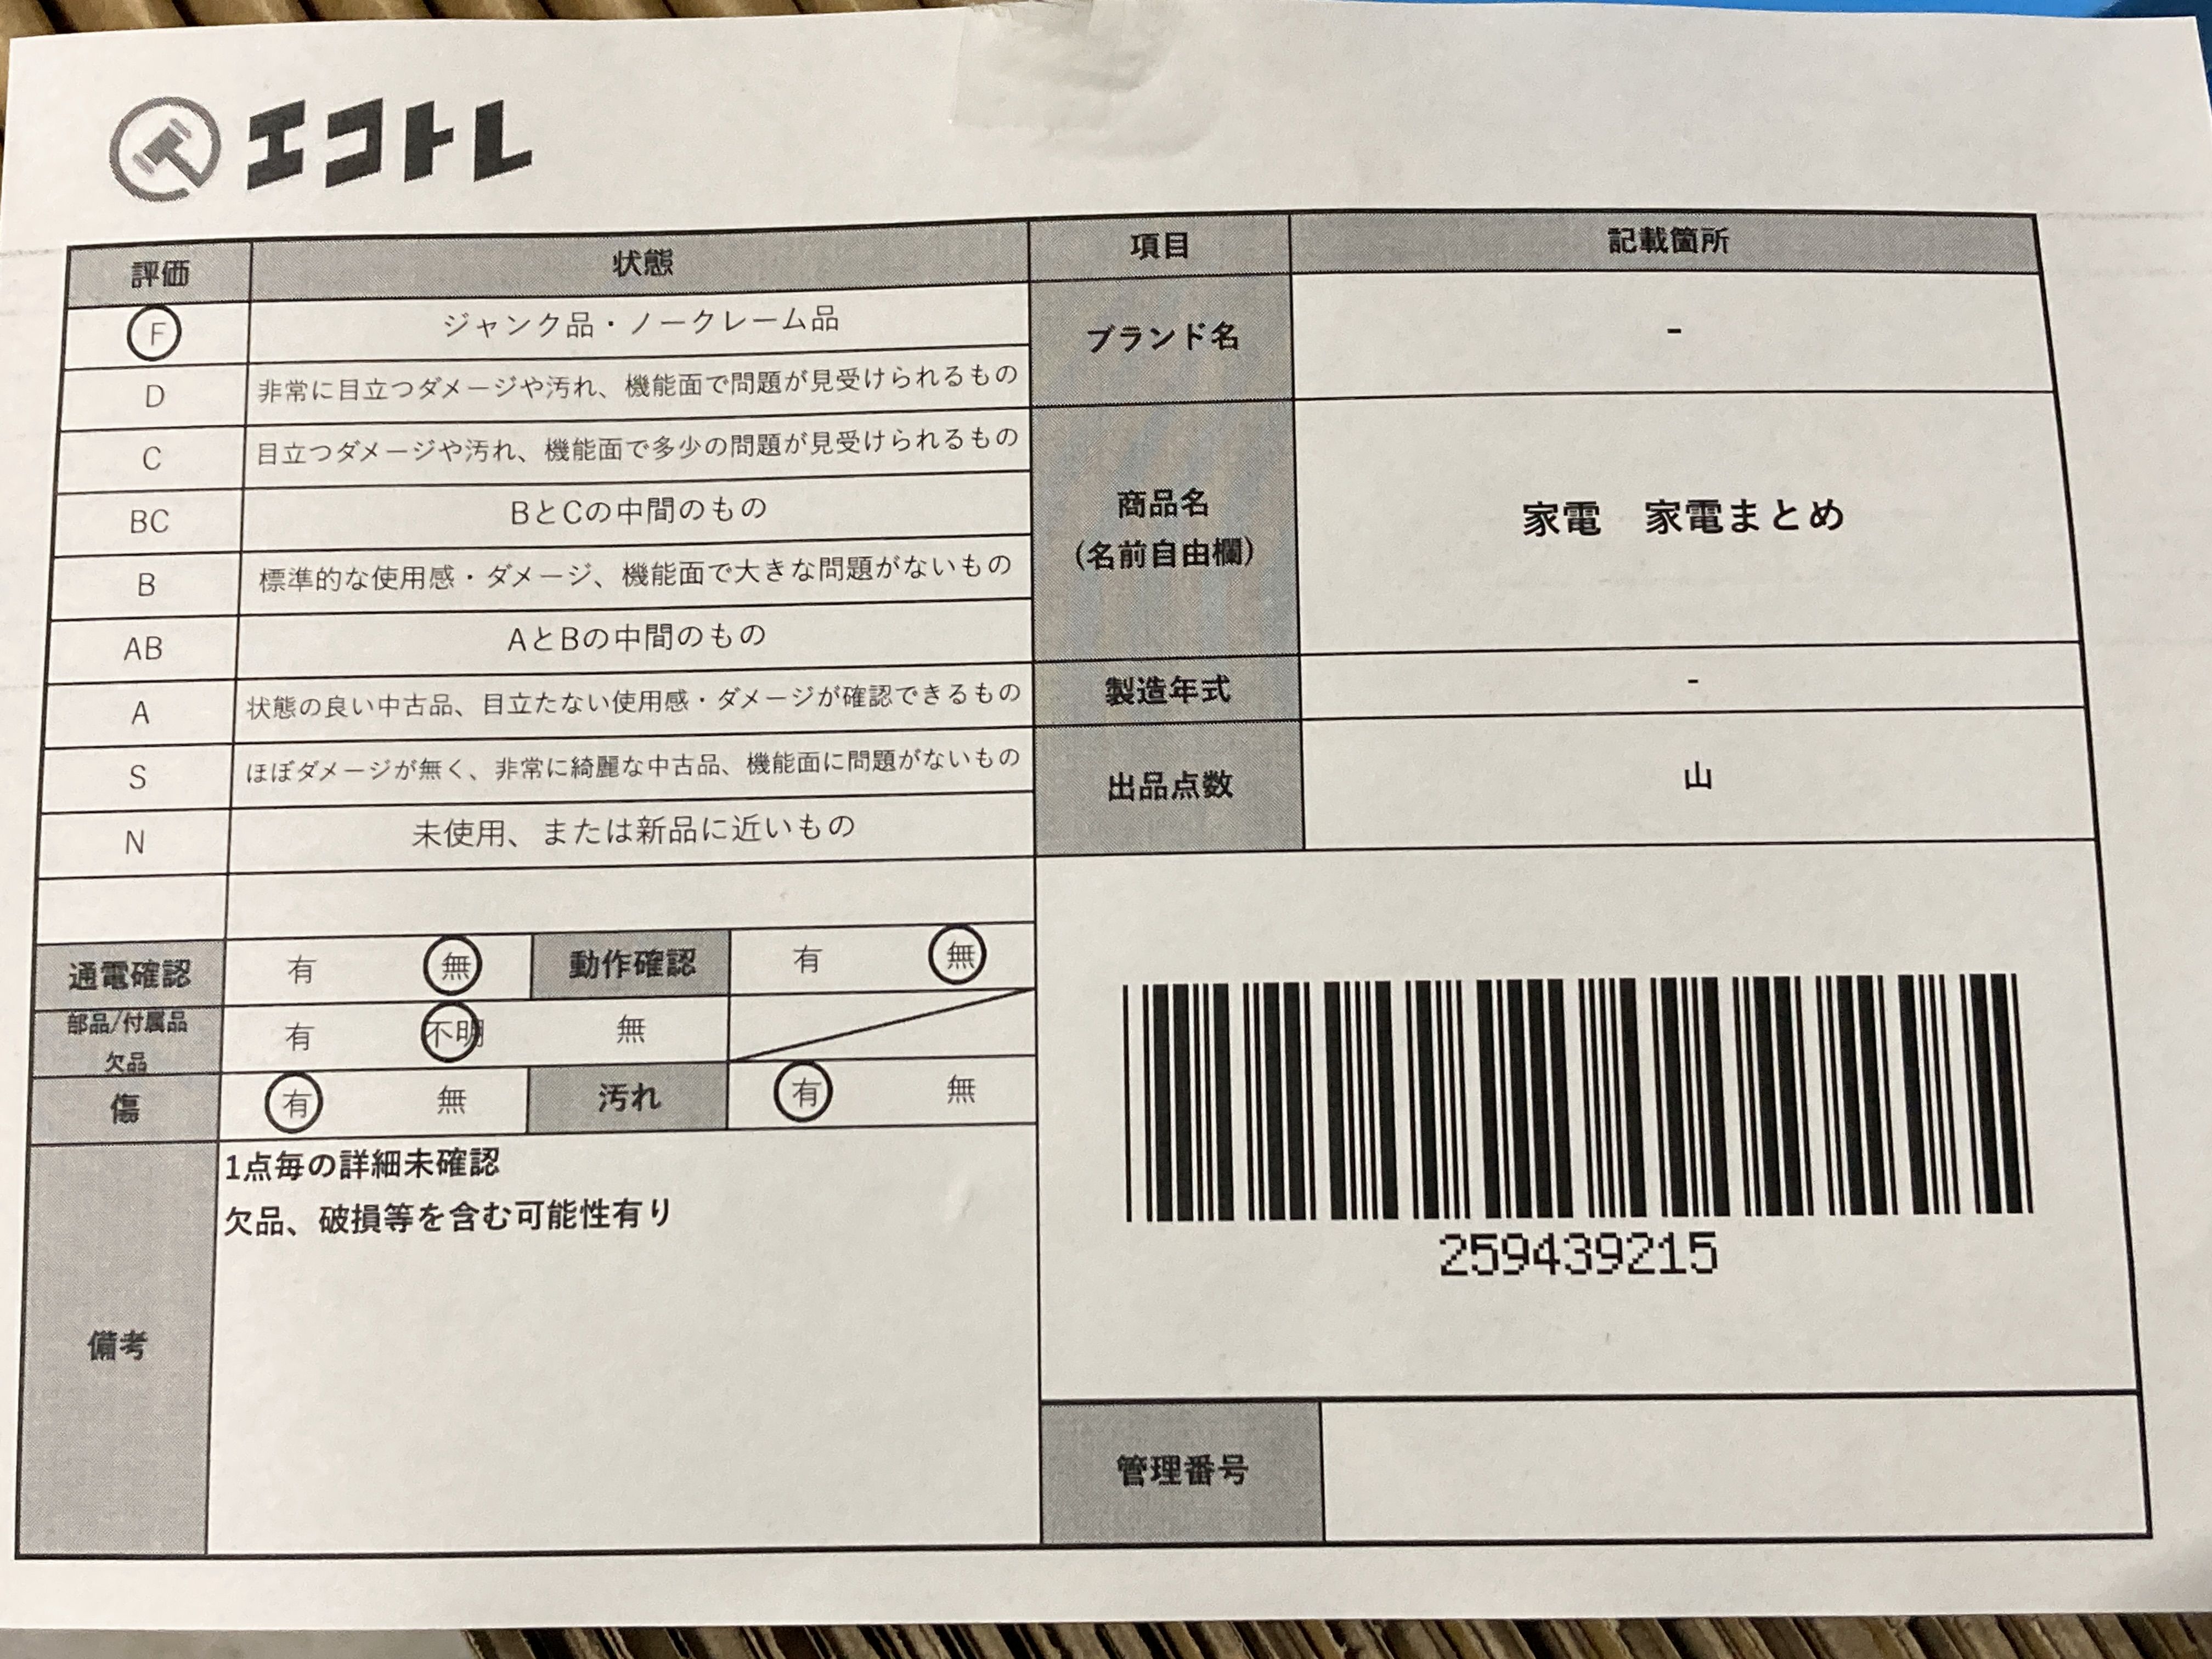 エコトレ
評価 状態 項目 記載箇所
F ジャンク品・ノークレーム品
D 非常に目立つダメージや汚れ、機能面で問題が見受けられるもの
C 目立つダメージや汚れ、機能面で多少の問題が見受けられるもの
BC BとCの中間のもの
B 標準的な使用感・ダメージ、機能面で大きな問題がないもの
AB AとBの中間のもの
A 状態の良い中古品、目立たない使用感・ダメージが確認できるもの
S ほぼダメージが無く、非常に綺麗な中古品、機能面に問題がないもの
N 未使用、または新品に近いもの
ブランド名 -
商品名
(名前自由欄)
家電　家電まとめ
製造年式 -
出品点数 山
通電確認 有 無 動作確認 有 無
部品/付属品
欠品
有 不明 無
傷 有 無 汚れ 有 無
備考
1点毎の詳細未確認
欠品、破損等を含む可能性有り
259439215
管理番号